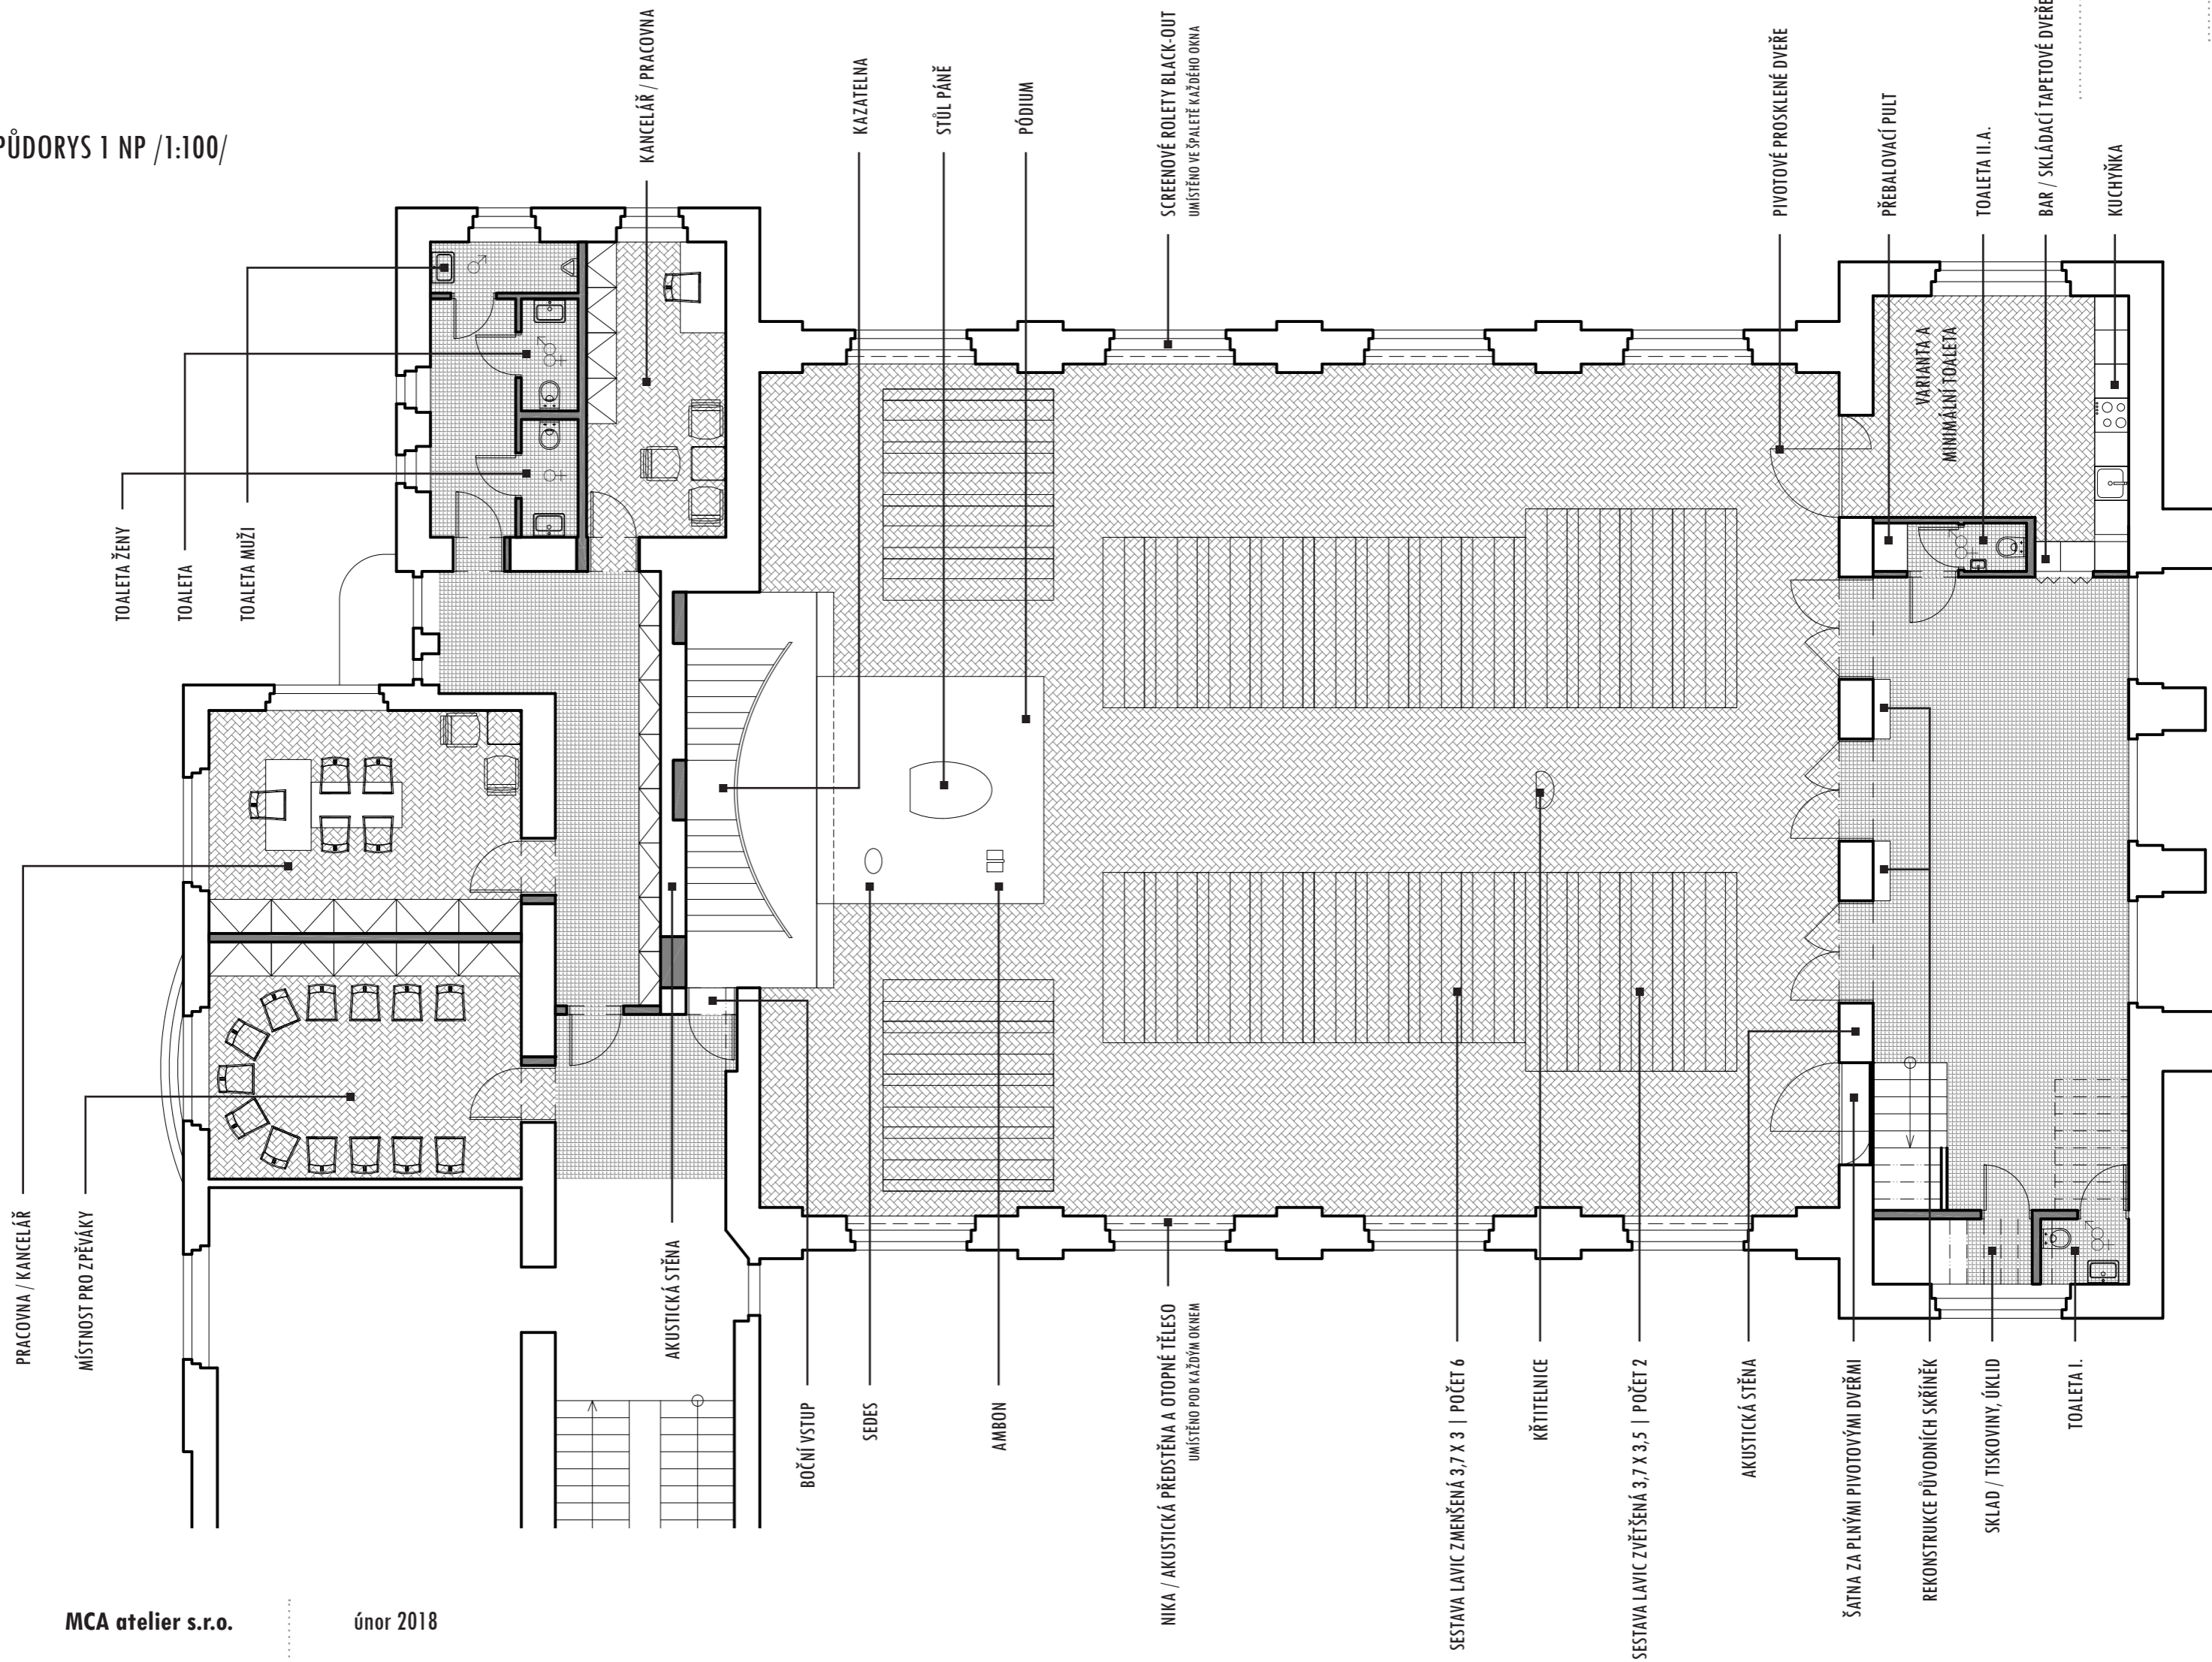 PŮDORYS 1 NP /1:100/
KANCELÁŘ / PRACOVNA
KAZATELNA
STŮL PÁNĚ
PÓDIUM
SCREENOVÉ ROLETY BLACK-OUT
UMÍSTĚNO VE ŠPALETĚ KAŽDÉHO OKNA
PIVOTOVÉ PROSKLENÉ DVEŘE
PŘEBALOVACÍ PULT
TOALETA II.A.
BAR / SKLÁDACÍ TAPETOVÉ DVEŘE
KUCHYŇKA
VARIANTA A
MINIMÁLNÍ TOALETA
TOALETA ŽENY
TOALETA
TOALETA MUŽI
PRACOVNA / KANCELÁŘ
MÍSTNOST PRO ZPĚVÁKY
AKUSTICKÁ STĚNA
BOČNÍ VSTUP
SEDES
AMBON
NIKA / AKUSTICKÁ PŘEDSTĚNA A OTOPNÉ TĚLESO
UMÍSTĚNO POD KAŽDÝM OKNEM
SESTAVA LAVIC ZMENŠENÁ 3,7 X 3 | POČET 6
KŘTITELNICE
SESTAVA LAVIC ZVĚTŠENÁ 3,7 X 3,5 | POČET 2
AKUSTICKÁ STĚNA
ŠATNA ZA PLNÝMI PIVOTOVÝMI DVEŘMI
REKONSTRUKCE PŮVODNÍCH SKŘÍNĚK
SKLAD / TISKOVINY, ÚKLID
TOALETA I.
MCA atelier s.r.o.
únor 2018